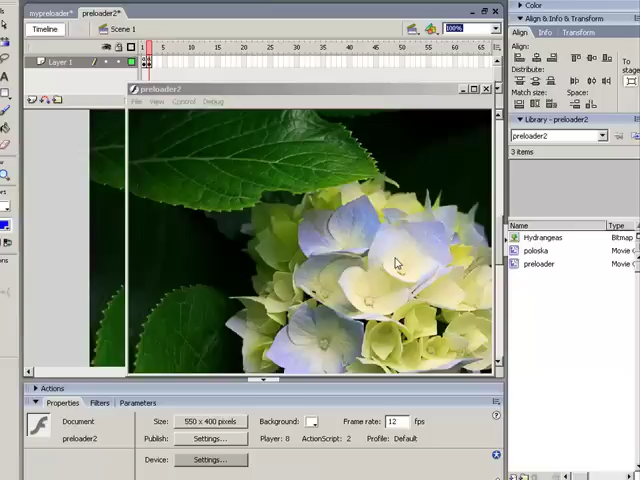 mypreloader* preloader2*
Timeline Scene 1 100%
1 5 10 15 20 25 30 35 40 45 50 55 60 65
Layer 1
preloader2
File View Control Debug
Color
Align & Info & Transform
Align Info Transform
Align:
To stage:
Distribute:
Match size: Space:
Library - preloader2
preloader2
3 items
Name Type
Hydrangeas Bitmap
poloska Movie
preloader Movie
Actions
Properties Filters Parameters
Document Size: 550 x 400 pixels Background: Frame rate: 12 fps
preloader2 Publish: Settings... Player: 8 ActionScript: 2 Profile: Default
Device: Settings...